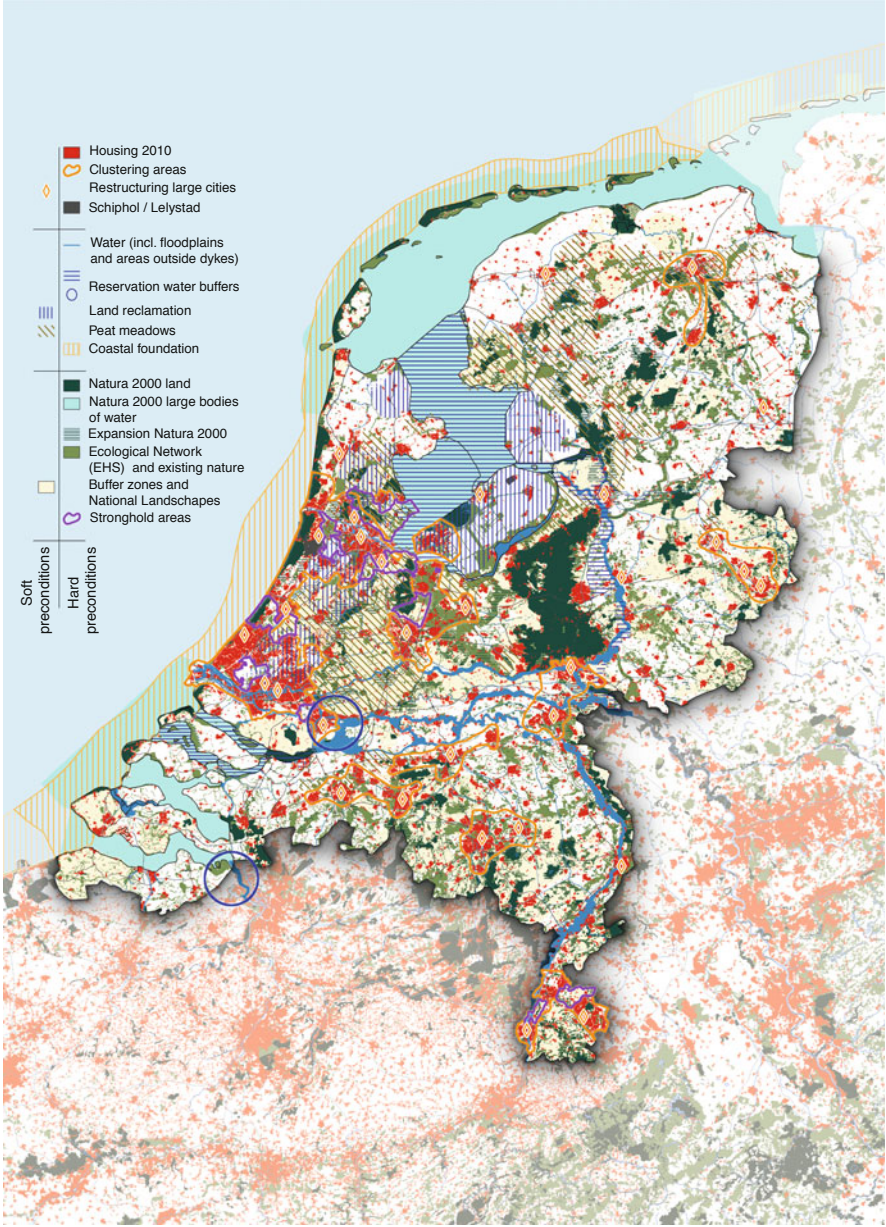 Housing 2010
Clustering areas
Restructuring large cities
Schiphol / Lelystad
Water (incl. floodplains
and areas outside dykes)
Reservation water buffers
Land reclamation
Peat meadows
Coastal foundation
Natura 2000 land
Natura 2000 large bodies
of water
Expansion Natura 2000
Ecological Network
(EHS) and existing nature
Buffer zones and
National Landscapes
Stronghold areas
Soft
preconditions
Hard
preconditions